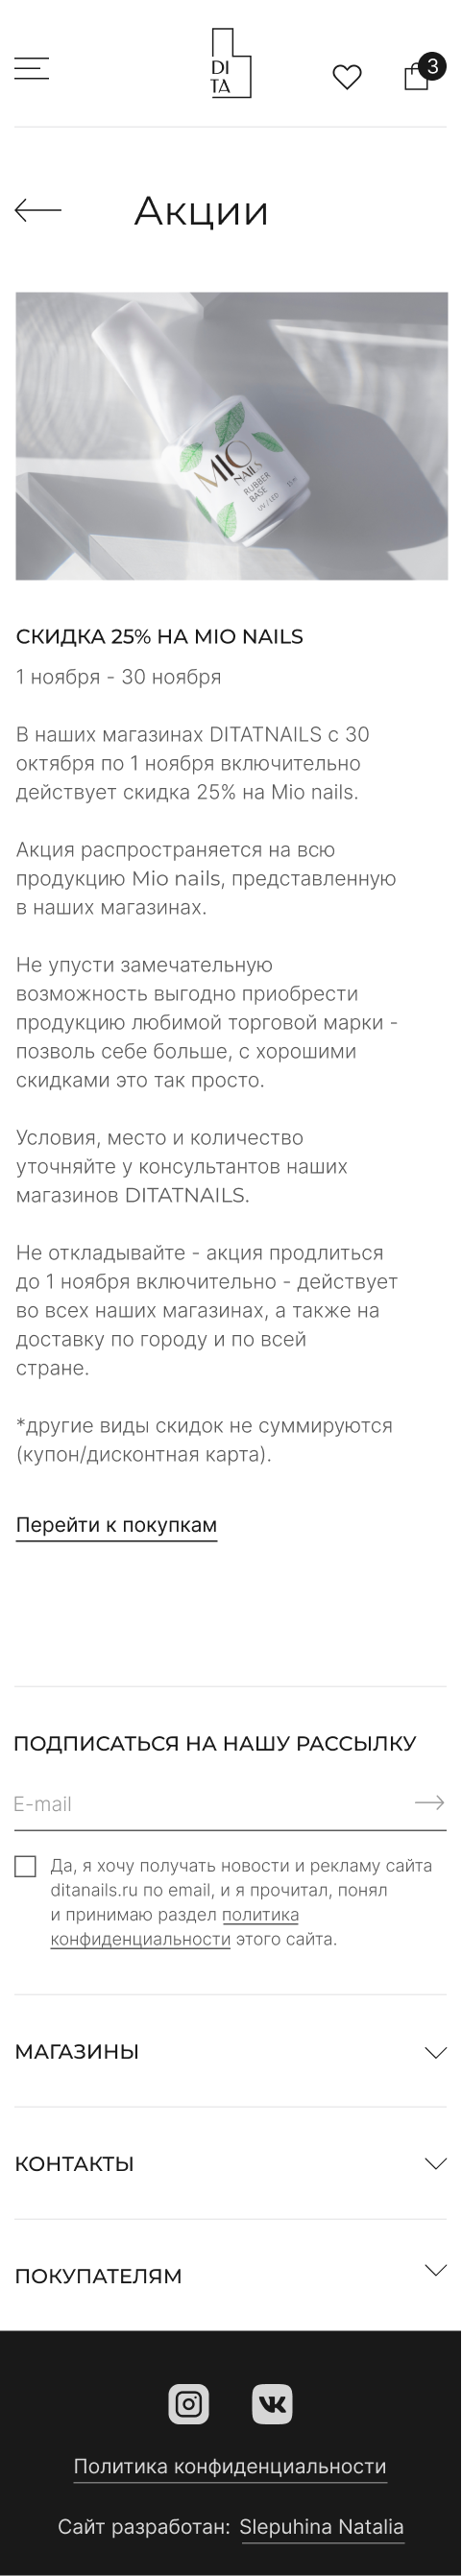 DI
TA
3
Акции
MIO
NAILS
RUBBER
BASE
UV / LED
СКИДКА 25% НА MIO NAILS
1 ноября - 30 ноября
В наших магазинах DITATNAILS с 30
октября по 1 ноября включительно
действует скидка 25% на Mio nails.
Акция распространяется на всю
продукцию Mio nails, представленную
в наших магазинах.
Не упусти замечательную
возможность выгодно приобрести
продукцию любимой торговой марки -
позволь себе больше, с хорошими
скидками это так просто.
Условия, место и количество
уточняйте у консультантов наших
магазинов DITATNAILS.
Не откладывайте - акция продлиться
до 1 ноября включительно - действует
во всех наших магазинах, а также на
доставку по городу и по всей
стране.
*другие виды скидок не суммируются
(купон/дисконтная карта).
Перейти к покупкам
ПОДПИСАТЬСЯ НА НАШУ РАССЫЛКУ
E-mail
Да, я хочу получать новости и рекламу сайта
ditanails.ru по email, и я прочитал, понял
и принимаю раздел политика
конфиденциальности этого сайта.
МАГАЗИНЫ
КОНТАКТЫ
ПОКУПАТЕЛЯМ
Политика конфиденциальности
Сайт разработан: Slepuhina Natalia